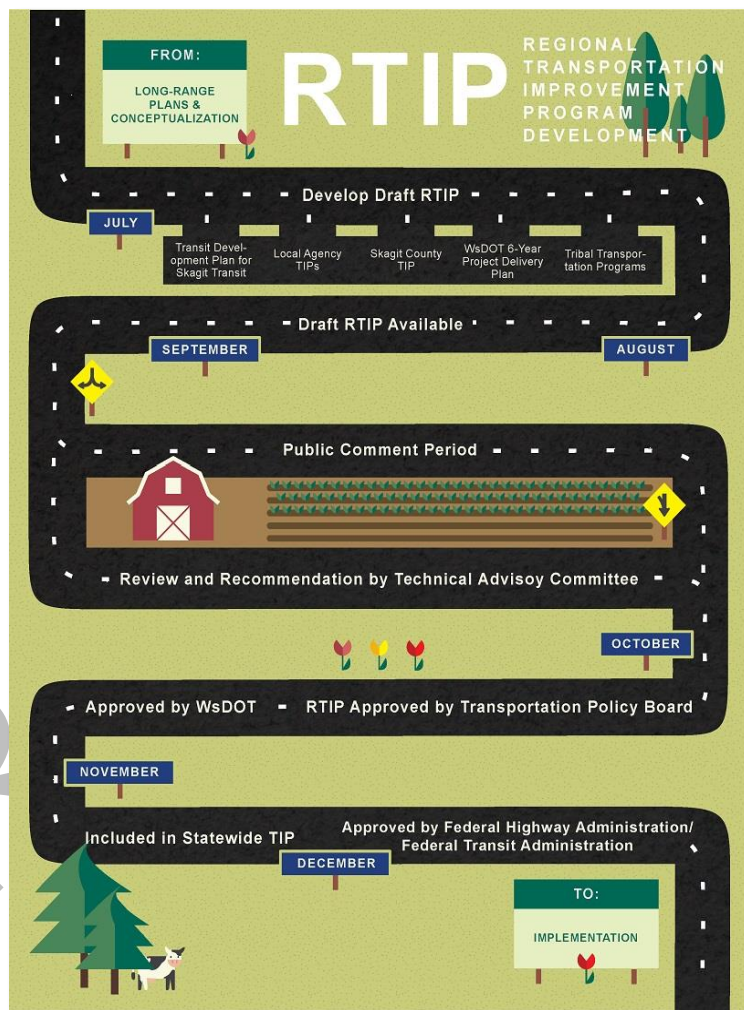 FROM:
LONG-RANGE
PLANS &
CONCEPTUALIZATION
RTIP
REGIONAL
TRANSPORTATION
IMPROVEMENT
PROGRAM
DEVELOPMENT
Develop Draft RTIP
JULY
Transit Devel-
opment Plan for
Skagit Transit
Local Agency
TIPs
Skagit County
TIP
WsDOT 6-Year
Project Delivery
Plan
Tribal Transpor-
tation Programs
Draft RTIP Available
SEPTEMBER
AUGUST
Public Comment Period
Review and Recommendation by Technical Advisoy Committee
OCTOBER
Approved by WsDOT
RTIP Approved by Transportation Policy Board
NOVEMBER
Included in Statewide TIP
Approved by Federal Highway Administration/
Federal Transit Administration
DECEMBER
TO:
IMPLEMENTATION